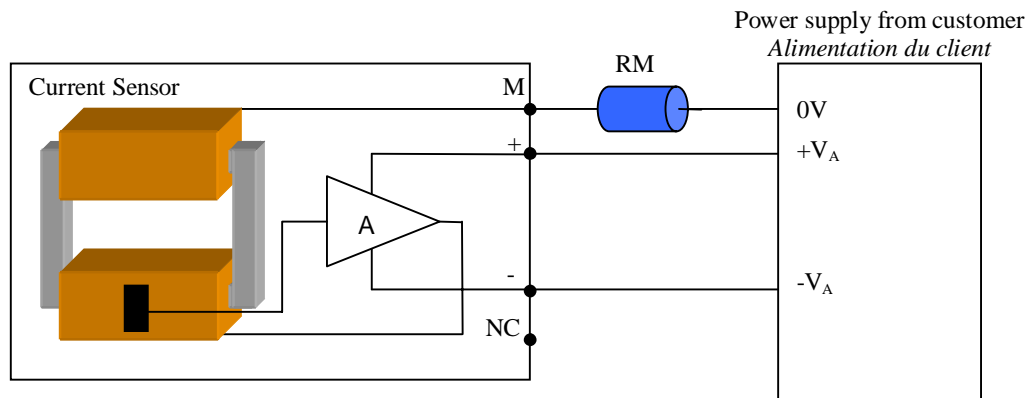 Power supply from customer
Alimentation du client
Current Sensor
M
RM
0V
+
+VA
A
-
-VA
NC